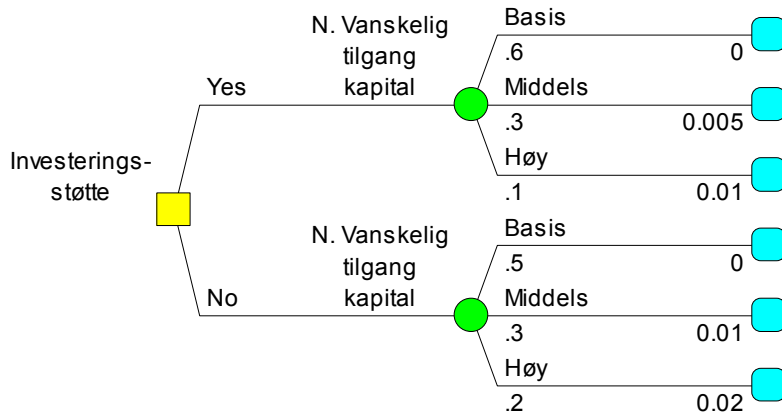 Investerings-
støtte
Yes
N. Vanskelig
tilgang
kapital
Basis
.6 0
Middels
.3 0.005
Høy
.1 0.01
No
N. Vanskelig
tilgang
kapital
Basis
.5 0
Middels
.3 0.01
Høy
.2 0.02